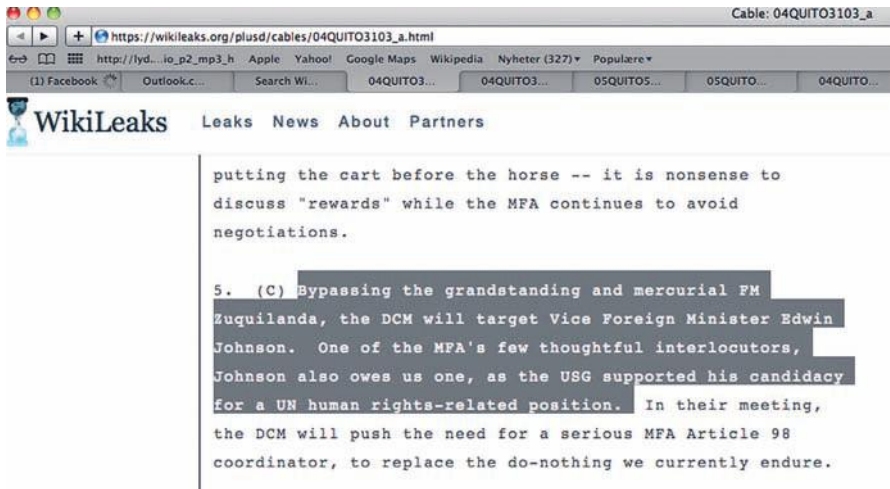 Cable: 04QUITO3103_a
https://wikileaks.org/plusd/cables/04QUITO3103_a.html
http://lyd....io_p2_mp3_h Apple Yahoo! Google Maps Wikipedia Nyheter (327) Populære
(1) Facebook Outlook.c... Search Wi... 04QUITO3... 04QUITO3... 05QUITO5... 05QUITO... 04QUITO...
WikiLeaks Leaks News About Partners
putting the cart before the horse -- it is nonsense to
discuss "rewards" while the MFA continues to avoid
negotiations.
5. (C) Bypassing the grandstanding and mercurial FM
Zuquilanda, the DCM will target Vice Foreign Minister Edwin
Johnson. One of the MFA's few thoughtful interlocutors,
Johnson also owes us one, as the USG supported his candidacy
for a UN human rights-related position. In their meeting,
the DCM will push the need for a serious MFA Article 98
coordinator, to replace the do-nothing we currently endure.